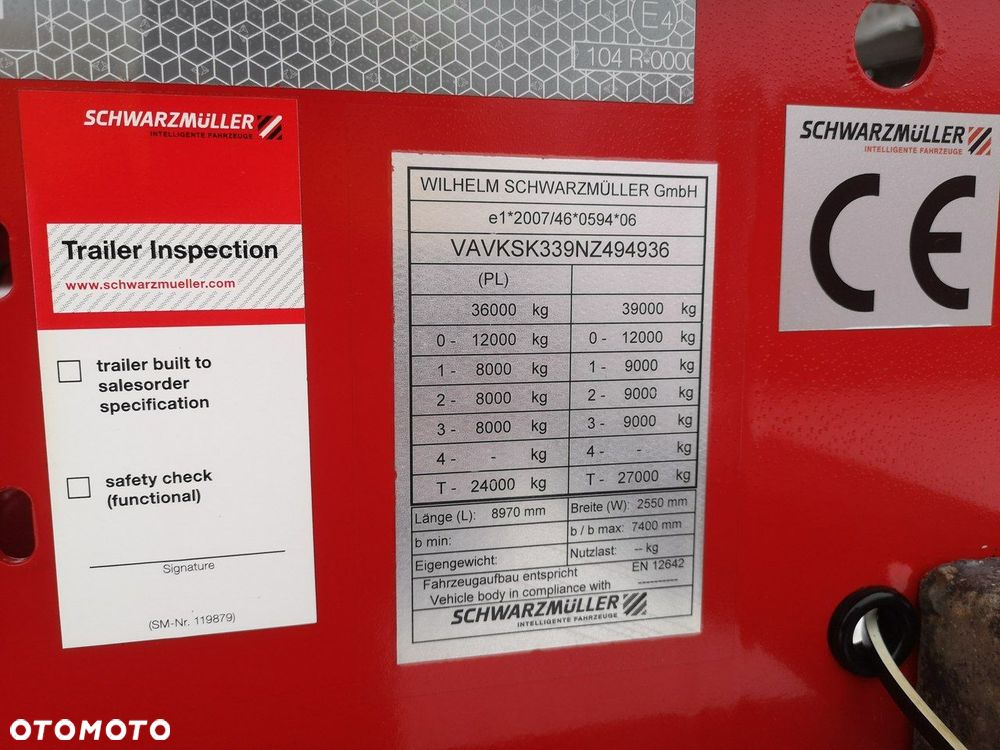 E4
104 R-0000
SCHWARZMÜLLER
INTELLIGENTE FAHRZEUGE
Trailer Inspection
www.schwarzmueller.com
trailer built to
salesorder
specification
safety check
(functional)
Signature
(SM-Nr. 119879)
WILHELM SCHWARZMÜLLER GmbH
e1*2007/46*0594*06
VAVKSK339NZ494936
(PL)
36000 kg 39000 kg
0 - 12000 kg 0 - 12000 kg
1 - 8000 kg 1 - 9000 kg
2 - 8000 kg 2 - 9000 kg
3 - 8000 kg 3 - 9000 kg
4 - - kg 4 - - kg
T - 24000 kg T - 27000 kg
Länge (L): 8970 mm Breite (W): 2550 mm
b min: b / b max: 7400 mm
Eigengewicht: Nutzlast: -- kg
Fahrzeugaufbau entspricht EN 12642
Vehicle body in compliance with ----------
SCHWARZMÜLLER
INTELLIGENTE FAHRZEUGE
SCHWARZMÜLLER
INTELLIGENTE FAHRZEUGE
CE
OTOMOTO